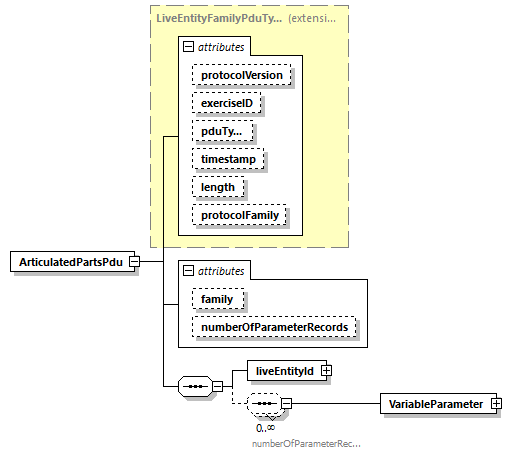 LiveEntityFamilyPduTy... (extensi...
attributes
protocolVersion
exerciseID
pduTy...
timestamp
length
protocolFamily
ArticulatedPartsPdu
attributes
family
numberOfParameterRecords
liveEntityId
VariableParameter
0..∞
numberOfParameterRec...